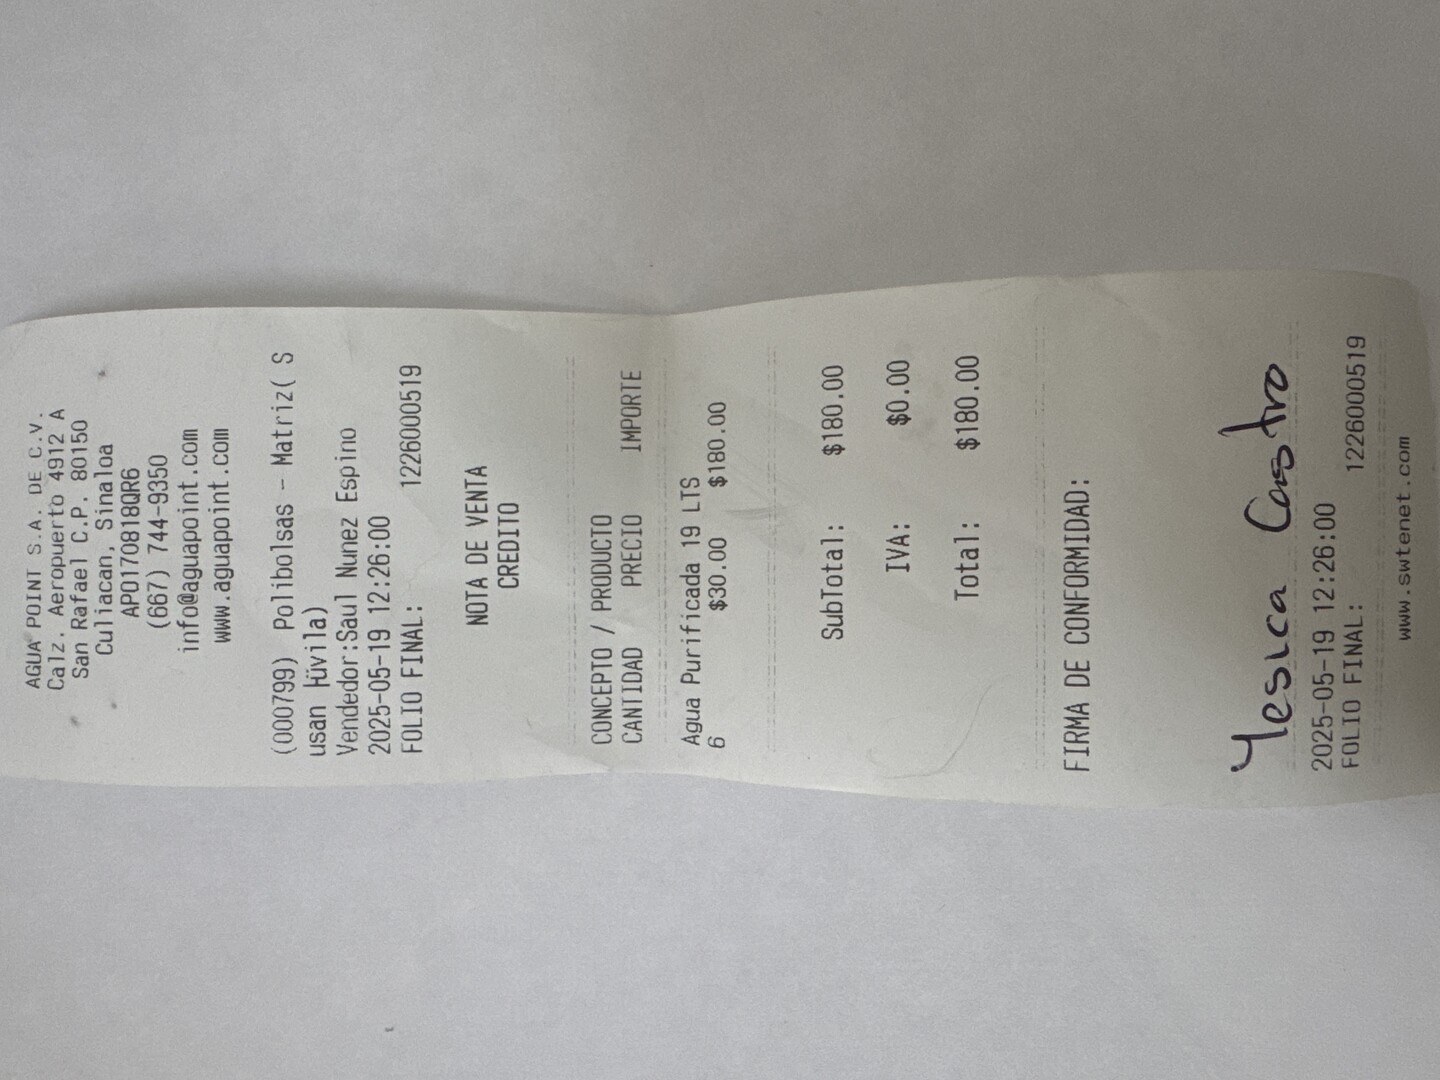 AGUA POINT S.A. DE C.V.
Calz. Aeropuerto 4912 A
San Rafael C.P. 80150
Culiacan, Sinaloa
APO170818QR6
(667) 744-9350
info@aguapoint.com
www.aguapoint.com
(000799) Polibolsas - Matriz( S
usan Hüvila)
Vendedor:Saul Nunez Espino
2025-05-19 12:26:00
FOLIO FINAL: 1226000519
NOTA DE VENTA
CREDITO
CONCEPTO / PRODUCTO
CANTIDAD PRECIO IMPORTE
Agua Purificada 19 LTS
6 $30.00 $180.00
SubTotal: $180.00
IVA: $0.00
Total: $180.00
FIRMA DE CONFORMIDAD:
Yesica Castro
2025-05-19 12:26:00
FOLIO FINAL: 1226000519
www.swtenet.com